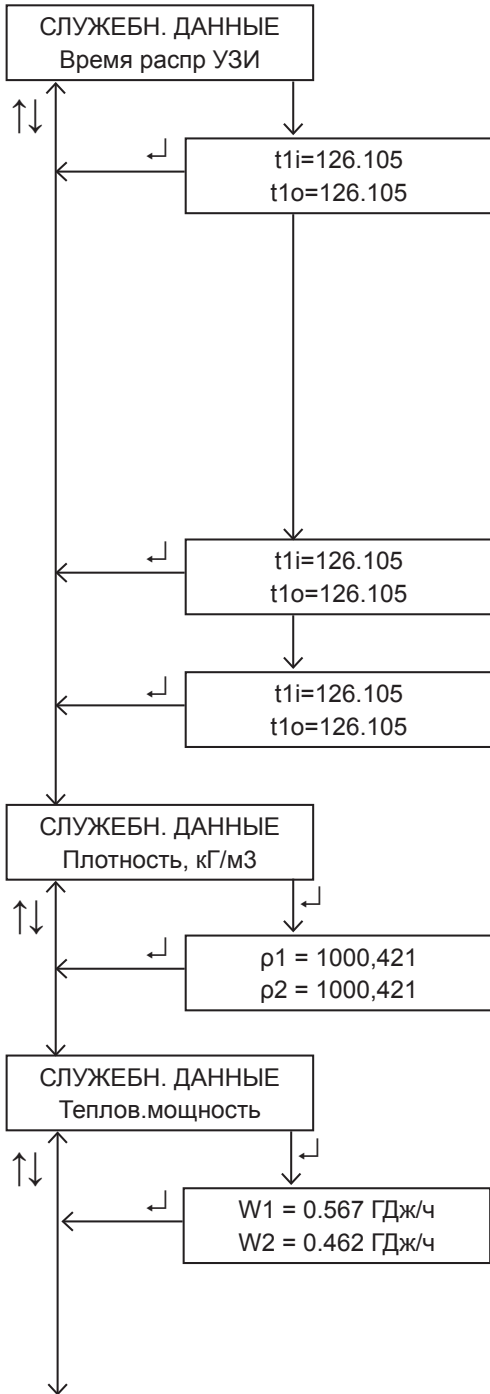 СЛУЖЕБН. ДАННЫЕ
Время распр УЗИ
↑↓
↵
t1i=126.105
t1o=126.105
↵
t1i=126.105
t1o=126.105
↵
t1i=126.105
t1o=126.105
СЛУЖЕБН. ДАННЫЕ
Плотность, кГ/м3
↑↓
↵
↵
ρ1 = 1000,421
ρ2 = 1000,421
СЛУЖЕБН. ДАННЫЕ
Теплов.мощность
↑↓
↵
↵
W1 = 0.567 ГДж/ч
W2 = 0.462 ГДж/ч